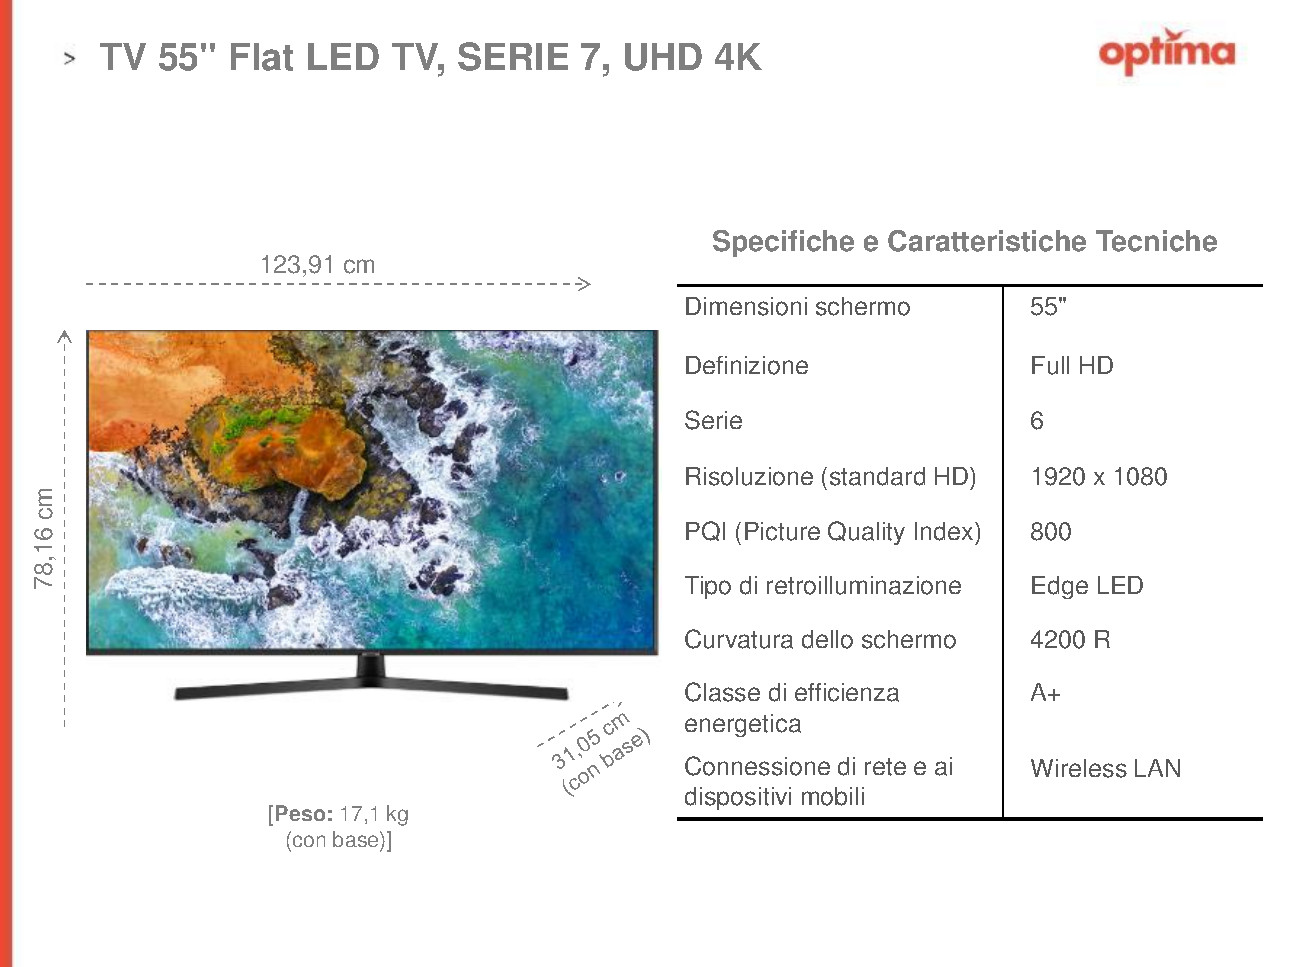 > TV 55" Flat LED TV, SERIE 7, UHD 4K
optima
123,91 cm
78,16 cm
31,05 cm
(con base)
[Peso: 17,1 kg
(con base)]
Specifiche e Caratteristiche Tecniche
Dimensioni schermo 55"
Definizione Full HD
Serie 6
Risoluzione (standard HD) 1920 x 1080
PQI (Picture Quality Index) 800
Tipo di retroilluminazione Edge LED
Curvatura dello schermo 4200 R
Classe di efficienza A+
energetica
Connessione di rete e ai Wireless LAN
dispositivi mobili